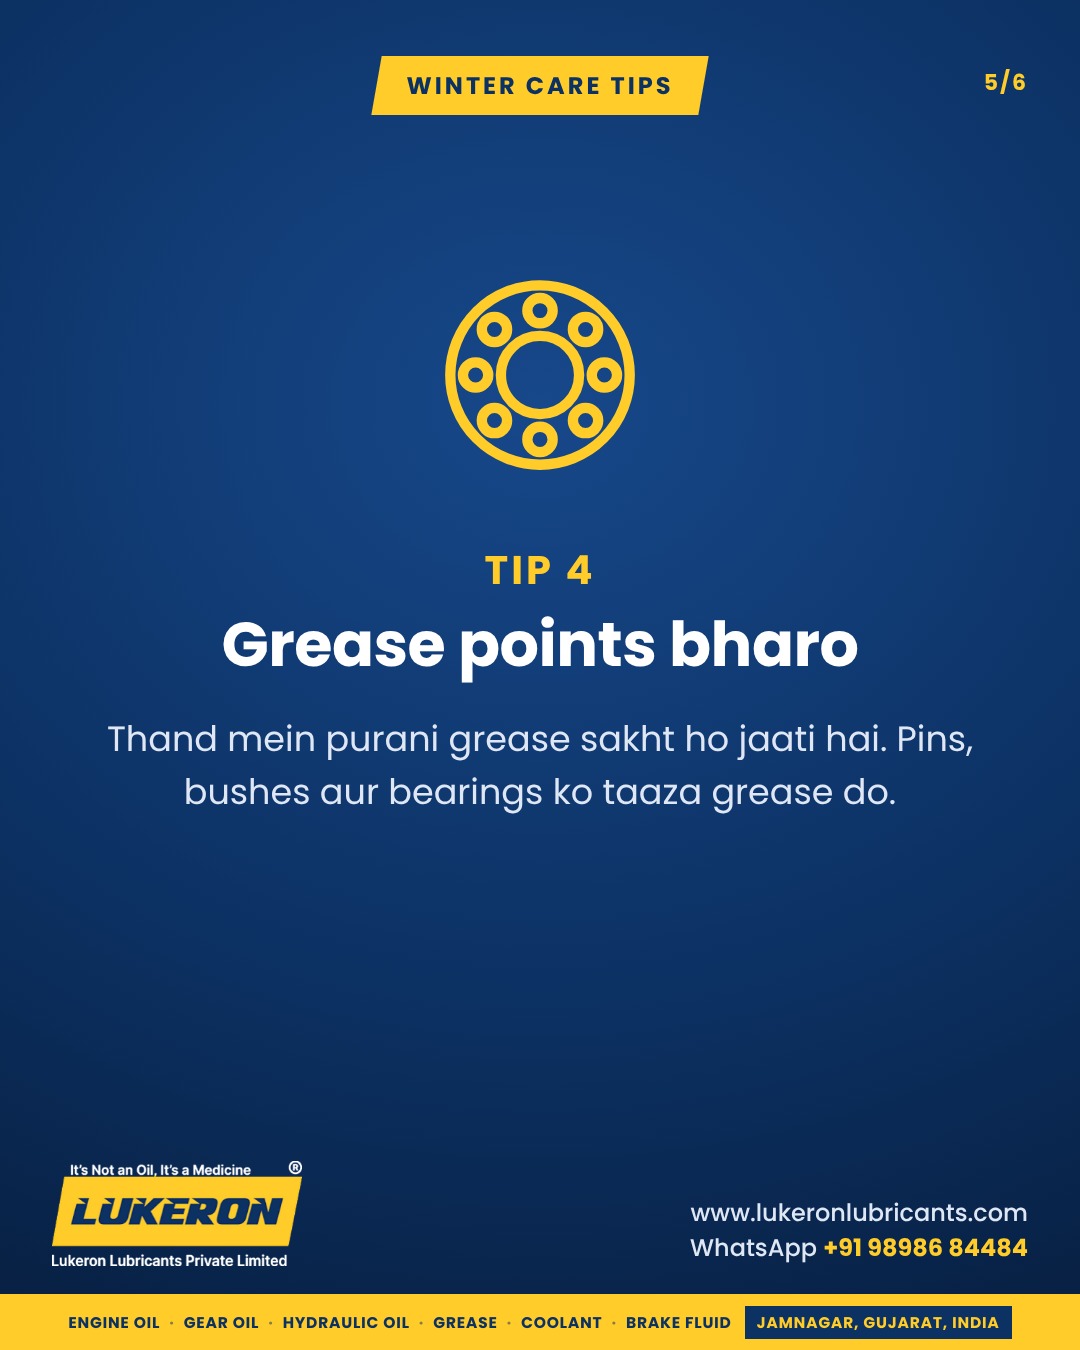 WINTER CARE TIPS
5/6
TIP 4
Grease points bharo
Thand mein purani grease sakht ho jaati hai. Pins,
bushes aur bearings ko taaza grease do.
It's Not an Oil, It's a Medicine ®
LUKERON
Lukeron Lubricants Private Limited
www.lukeronlubricants.com
WhatsApp +91 98986 84484
ENGINE OIL · GEAR OIL · HYDRAULIC OIL · GREASE · COOLANT · BRAKE FLUID JAMNAGAR, GUJARAT, INDIA